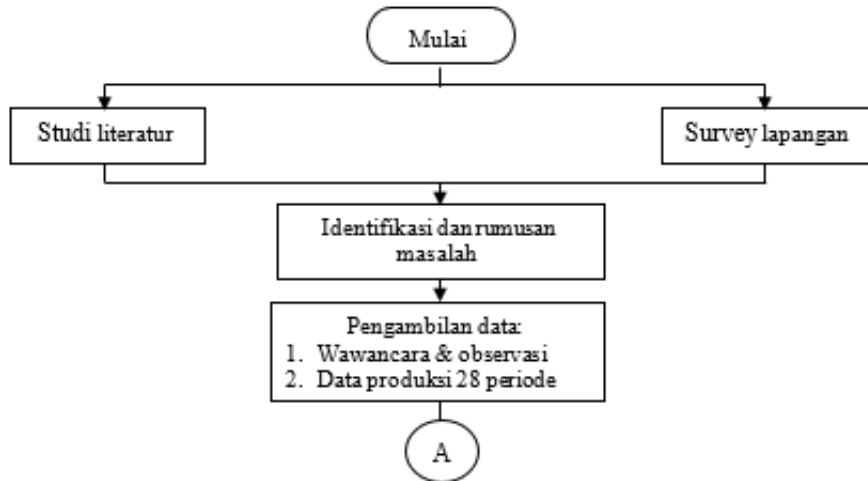 Mulai
Studi literatur
Survey lapangan
Identifikasi dan rumusan
masalah
Pengambilan data:
1. Wawancara & observasi
2. Data produksi 28 periode
A